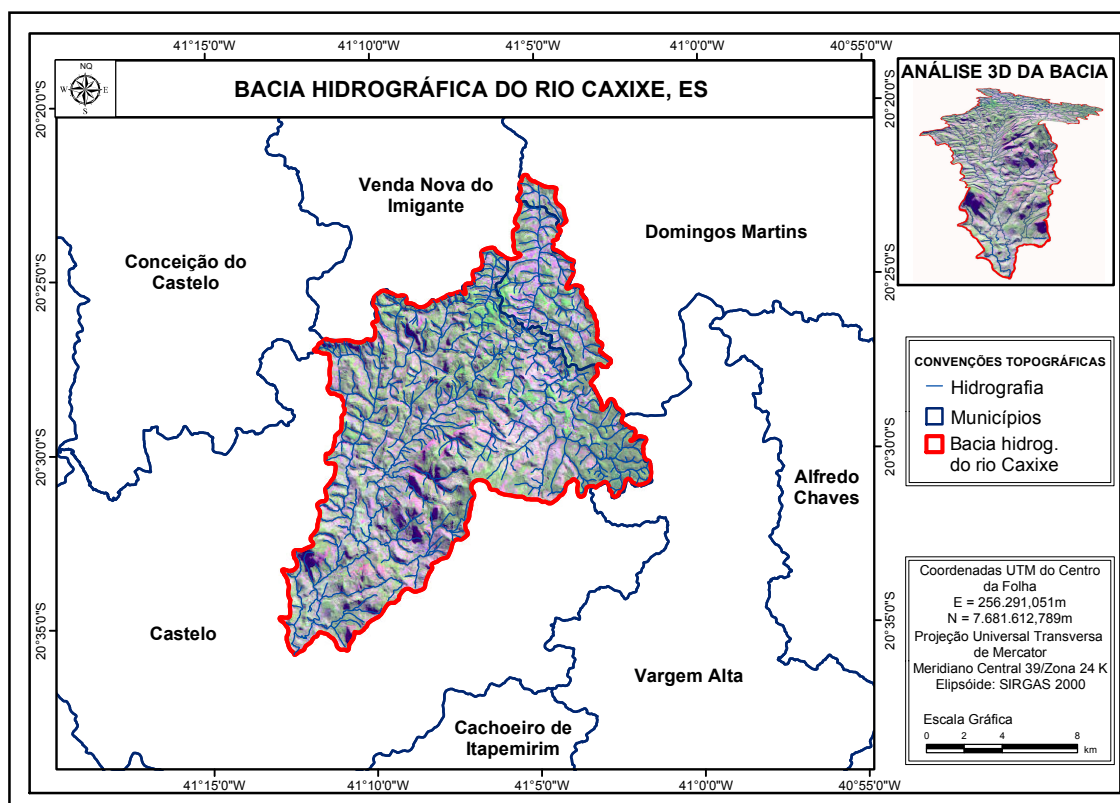 41°15'0"W 41°10'0"W 41°5'0"W 41°0'0"W 40°55'0"W
NQ
W E
S
BACIA HIDROGRÁFICA DO RIO CAXIXE, ES
ANÁLISE 3D DA BACIA
20°20'0"S
20°20'0"S
Venda Nova do
Imigante
Domingos Martins
Conceição do
Castelo
20°25'0"S
20°25'0"S
CONVENÇÕES TOPOGRÁFICAS
Hidrografia
Municípios
Bacia hidrog.
do rio Caxixe
20°30'0"S
20°30'0"S
Alfredo
Chaves
Castelo
20°35'0"S
20°35'0"S
Vargem Alta
Cachoeiro de
Itapemirim
Coordenadas UTM do Centro
da Folha
E = 256.291,051m
N = 7.681.612,789m
Projeção Universal Transversa
de Mercator
Meridiano Central 39/Zona 24 K
Elipsóide: SIRGAS 2000
Escala Gráfica
0 2 4 8
km
41°15'0"W 41°10'0"W 41°5'0"W 41°0'0"W 40°55'0"W